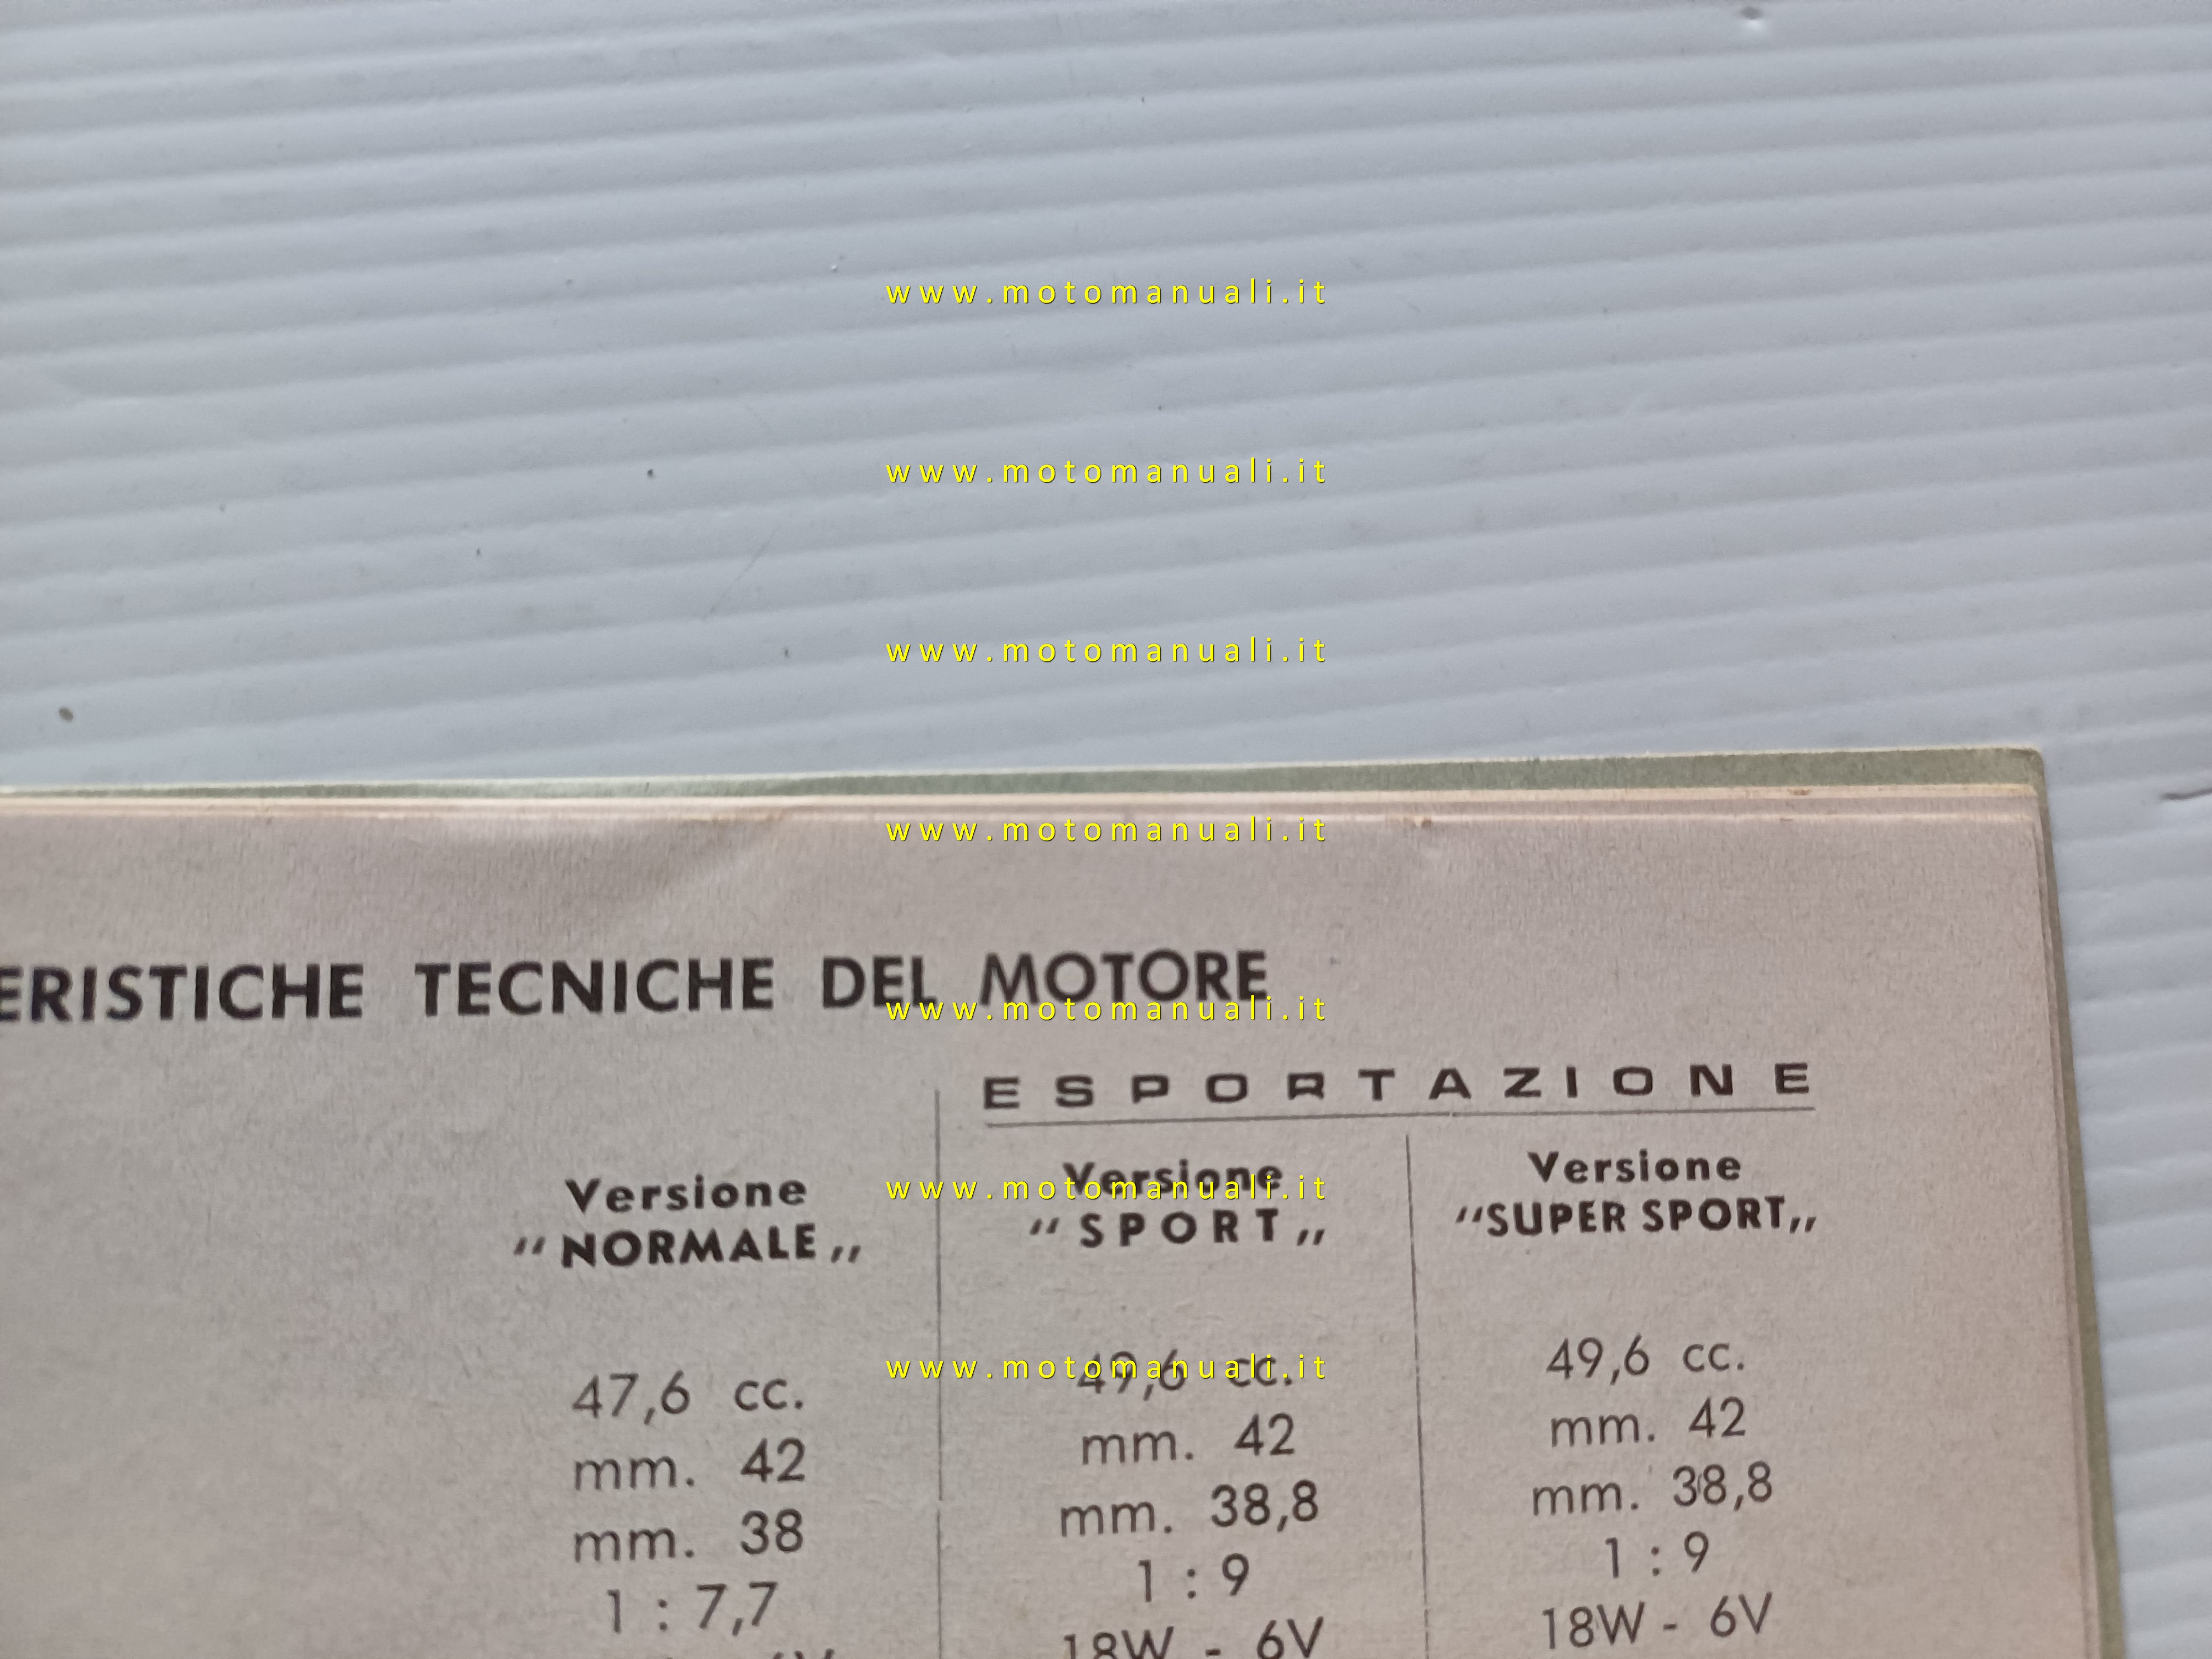 www.motomanuali.it
www.motomanuali.it
www.motomanuali.it
www.motomanuali.it
ERISTICHE TECNICHE DEL MOTORE
www.motomanuali.it
ESPORTAZIONE
Versione
"NORMALE„
Versione
www.motomanuali.it
"SPORT„
Versione
"SUPER SPORT„
47,6 cc.
mm. 42
mm. 38
1 : 7,7
49,6 cc.
www.motomanuali.it
mm. 42
mm. 38,8
1 : 9
18W - 6V
49,6 cc.
mm. 42
mm. 38,8
1 : 9
18W - 6V